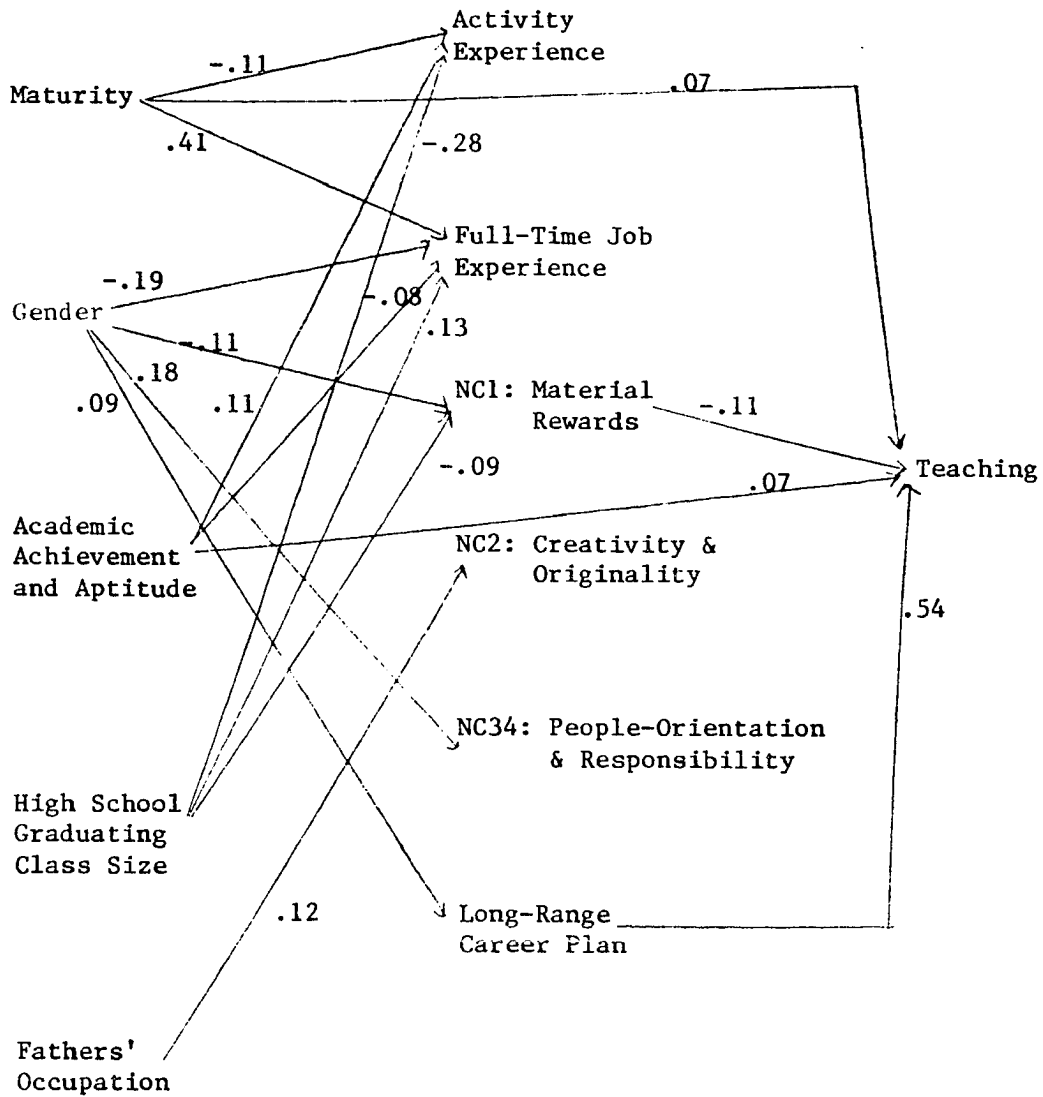 Activity
Experience
-.11
Maturity
.07
.41
-.28
Full-Time Job
Experience
-.19
-.08
Gender
.13
-.11
.18
NC1: Material
Rewards
.09
.11
-.11
-.09
Teaching
.07
Academic
Achievement
and Aptitude
NC2: Creativity &
Originality
.54
NC34: People-Orientation
& Responsibility
High School
Graduating
Class Size
.12
Long-Range
Career Plan
Fathers'
Occupation